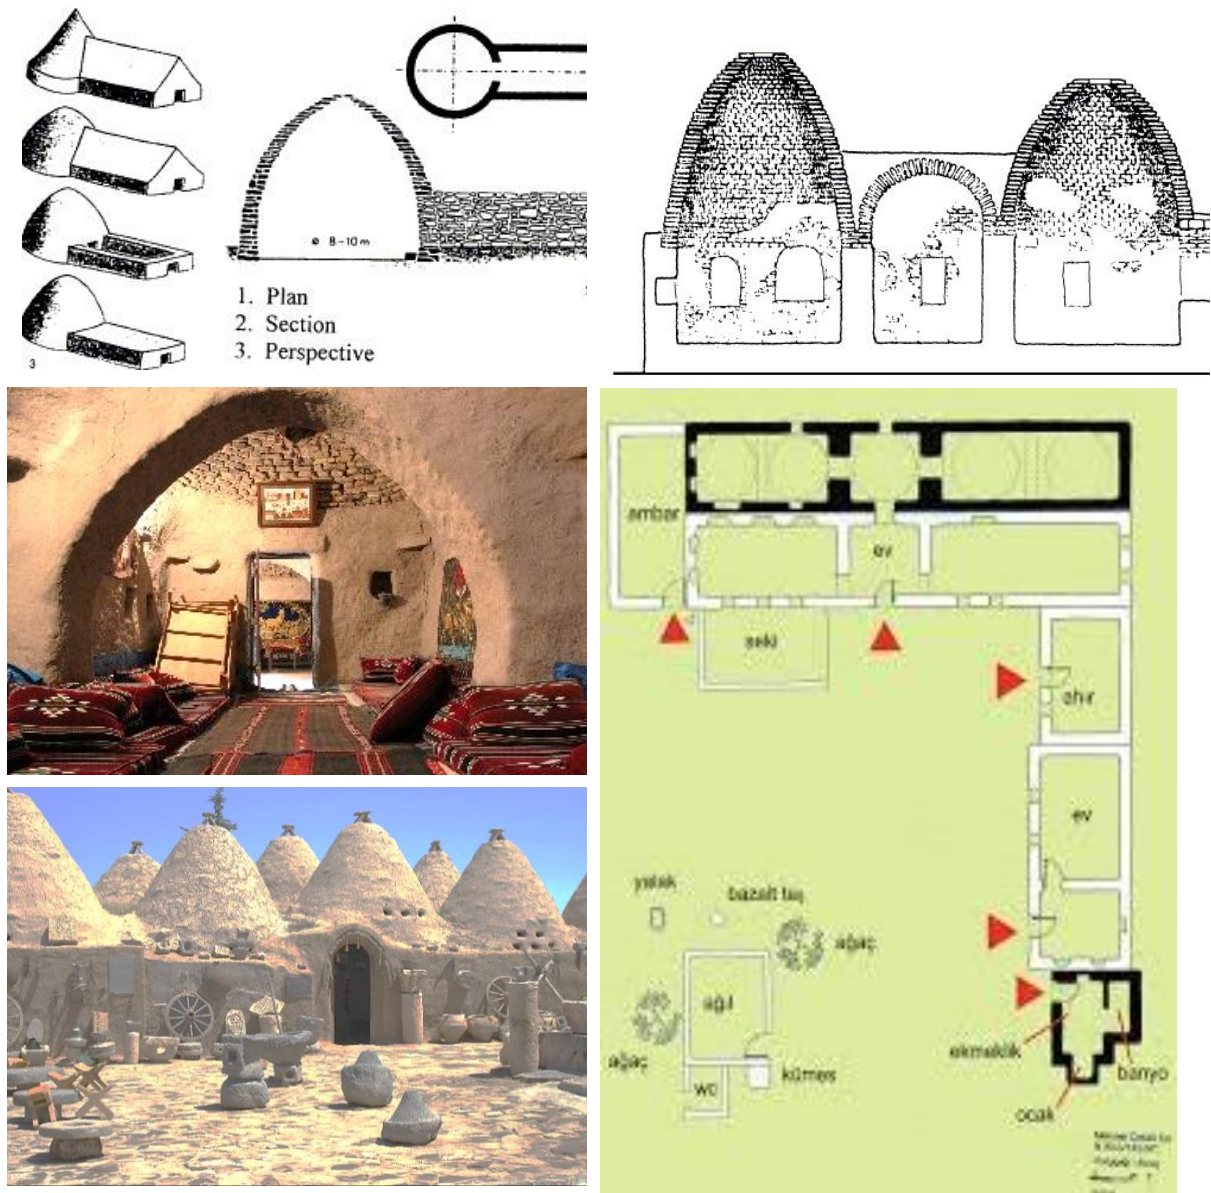 ⌀ 8-10 m
1. Plan
2. Section
3. Perspective
3
ambar
ev
seki
ahır
ev
yalak
bazalt taş
ağaç
ağıl
ağaç
ekmeklik
kümes
banyo
wc
ocak